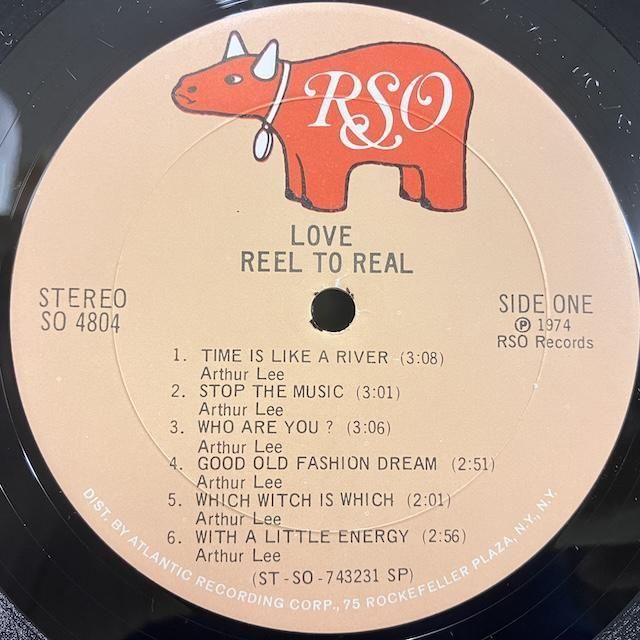 RSO
LOVE
REEL TO REAL
STEREO
SO 4804
SIDE ONE
℗ 1974
RSO Records
1. TIME IS LIKE A RIVER (3:08)
Arthur Lee
2. STOP THE MUSIC (3:01)
Arthur Lee
3. WHO ARE YOU ? (3:06)
Arthur Lee
4. GOOD OLD FASHION DREAM (2:51)
Arthur Lee
5. WHICH WITCH IS WHICH (2:01)
Arthur Lee
6. WITH A LITTLE ENERGY (2:56)
Arthur Lee
(ST-SO-743231 SP)
DIST. BY ATLANTIC RECORDING CORP., 75 ROCKEFELLER PLAZA, N.Y., N.Y.